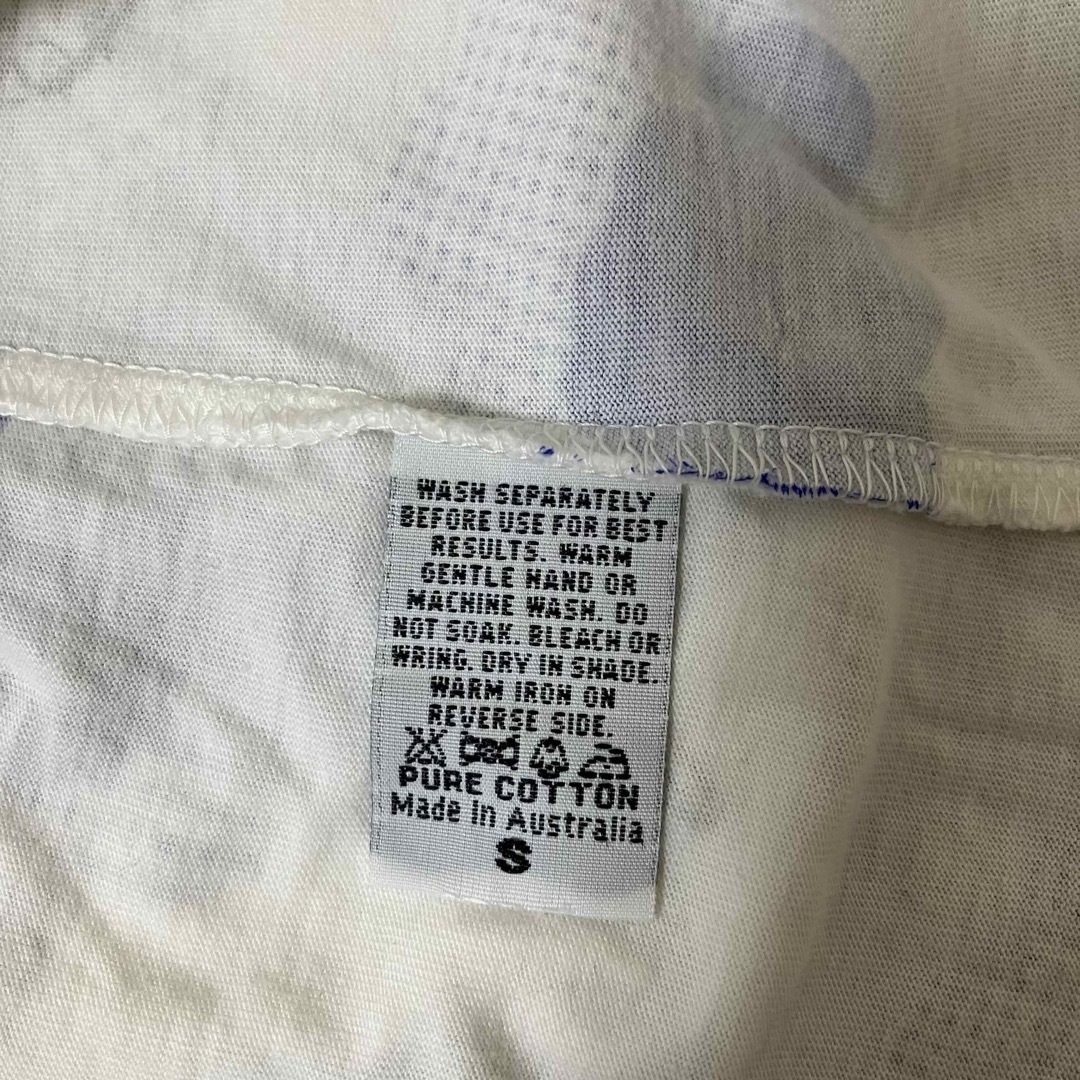 WASH SEPARATELY
BEFORE USE FOR BEST
RESULTS. WARM
GENTLE HAND OR
MACHINE WASH. DO
NOT SOAK. BLEACH OR
WRING. DRY IN SHADE.
WARM IRON ON
REVERSE SIDE.
PURE COTTON
Made in Australia
S